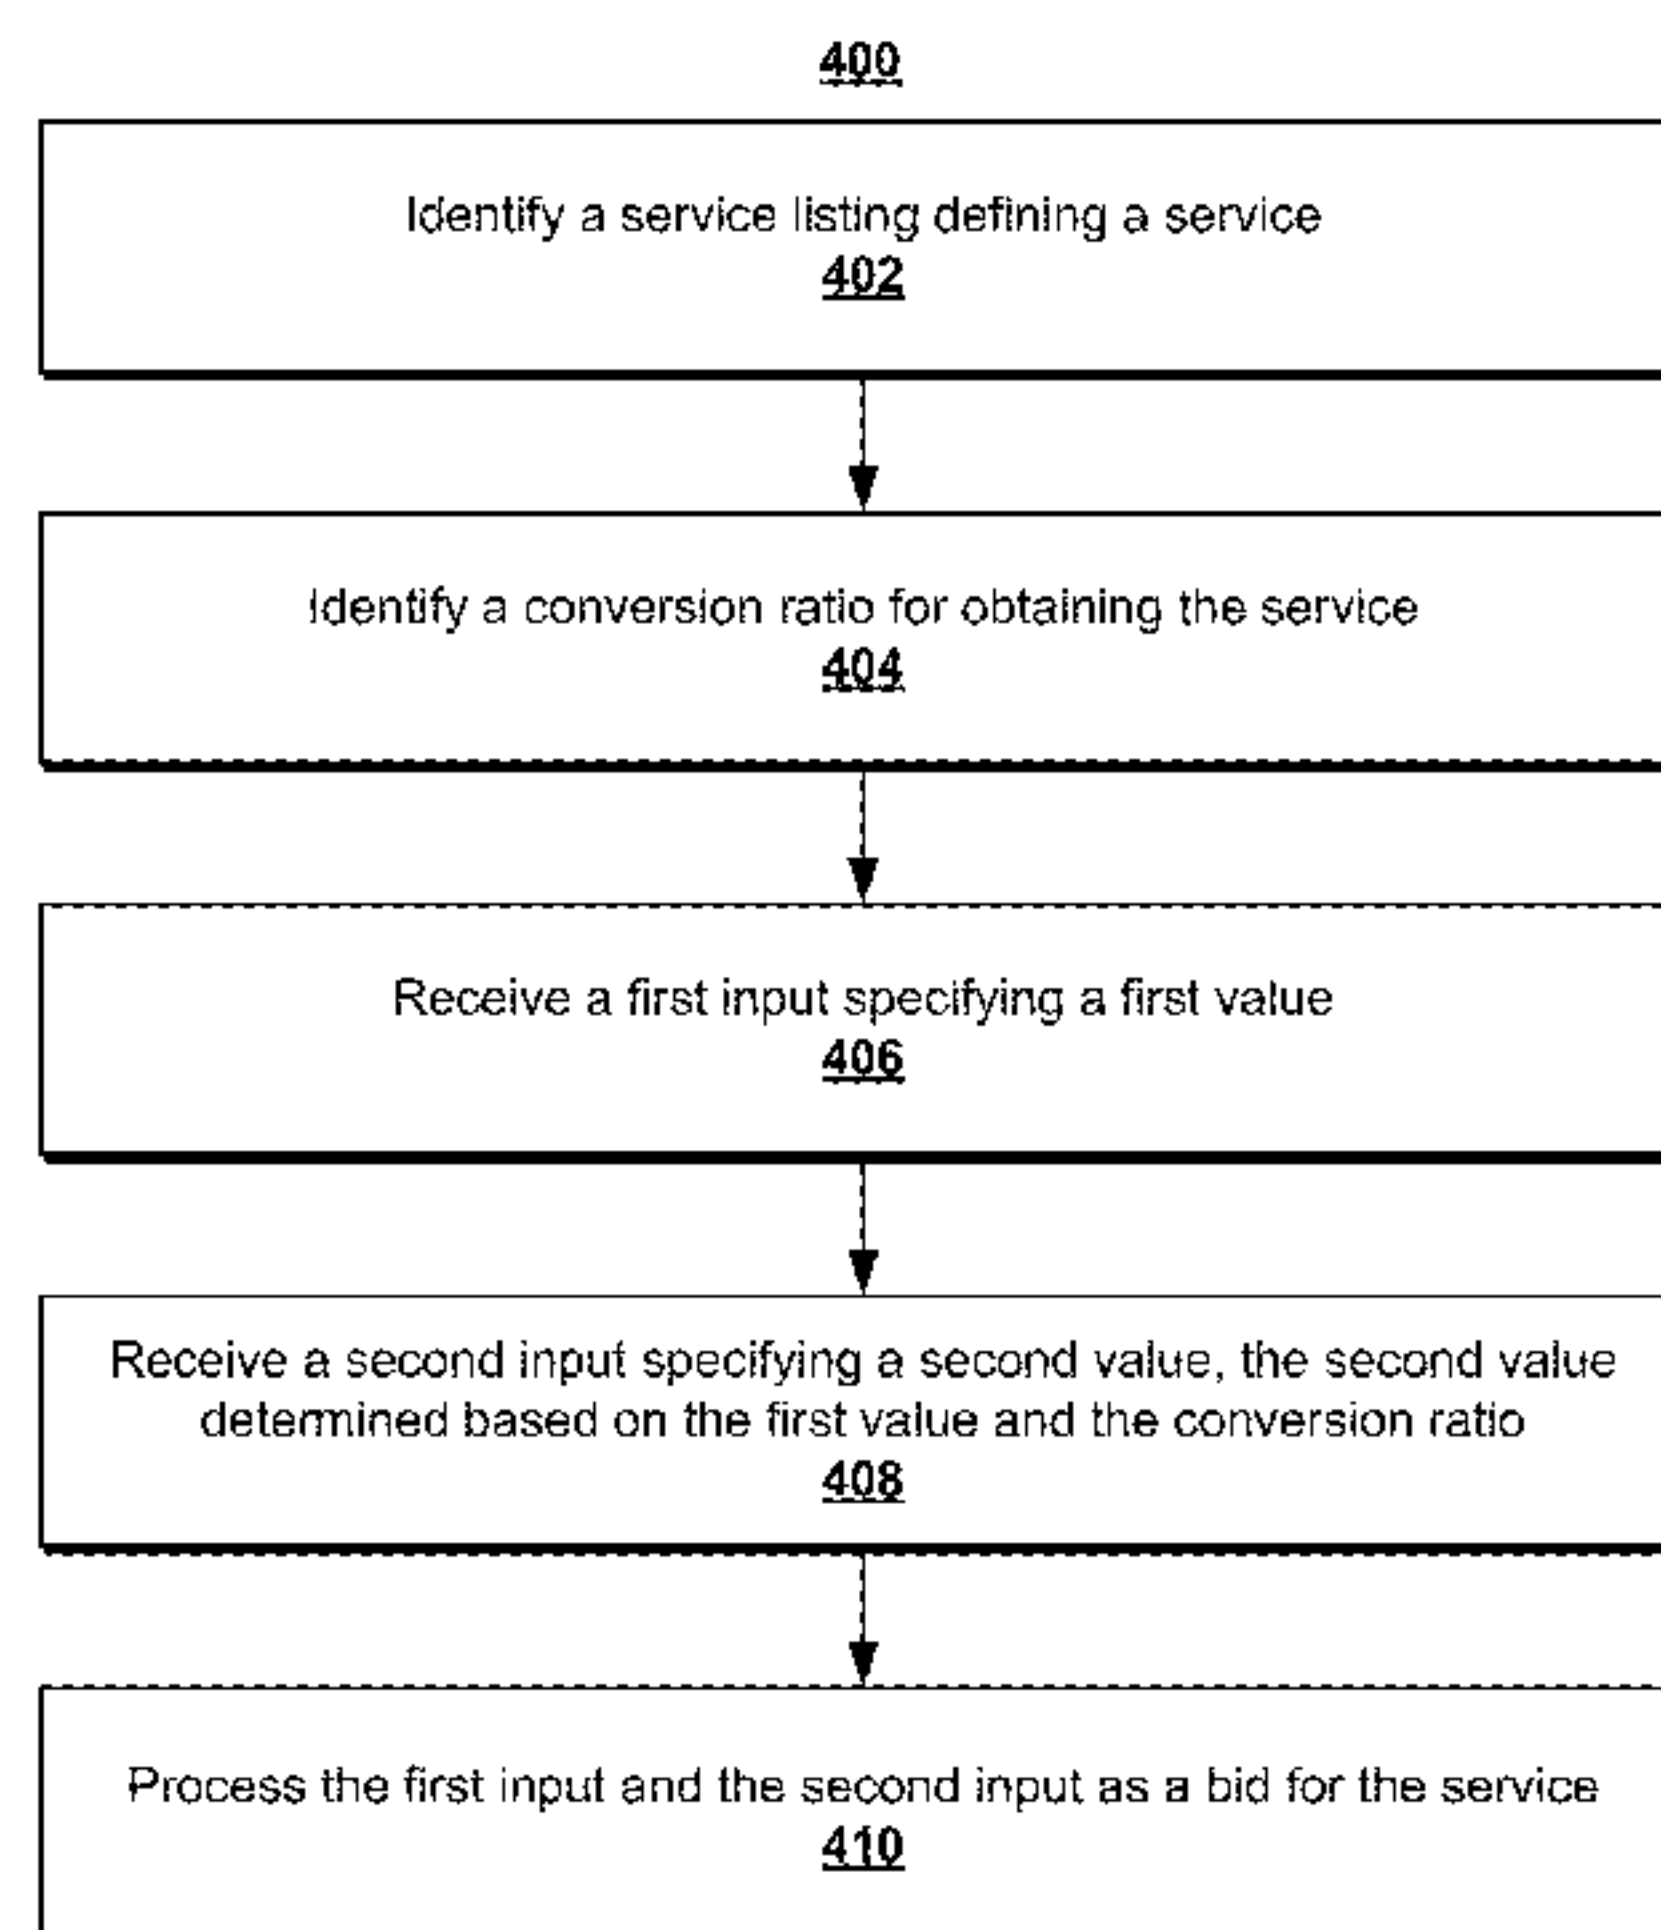 400
Identify a service listing defining a service
402
Identify a conversion ratio for obtaining the service
404
Receive a first input specifying a first value
406
Receive a second input specifying a second value, the second value
determined based on the first value and the conversion ratio
408
Process the first input and the second input as a bid for the service
410